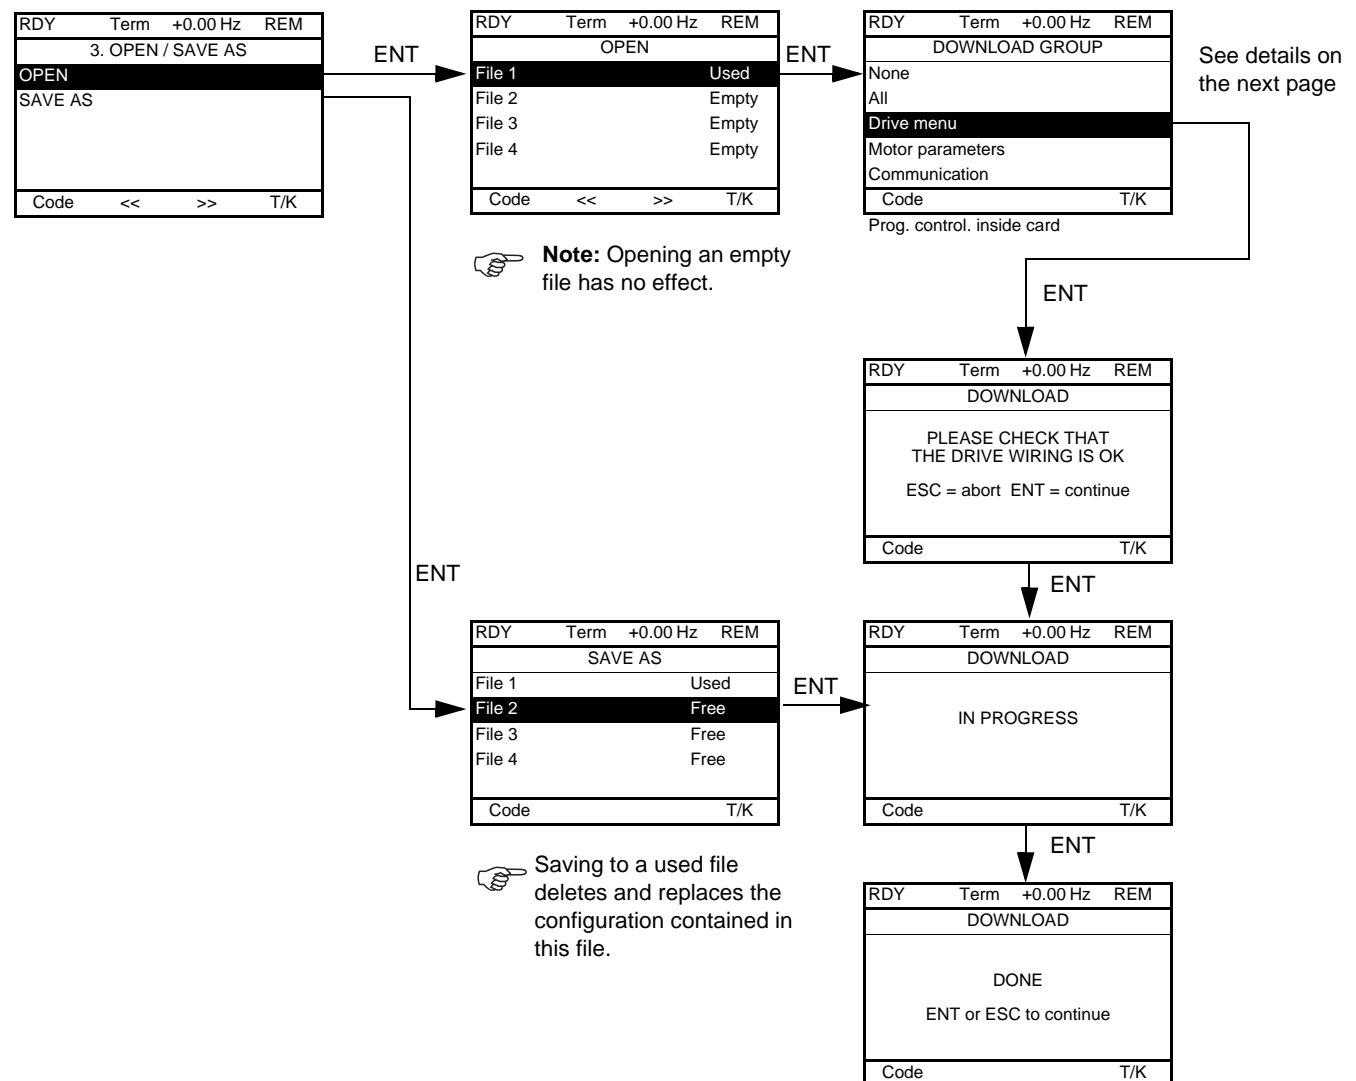 RDY Term +0.00 Hz REM
3. OPEN / SAVE AS
OPEN
SAVE AS
Code << >> T/K
ENT
RDY Term +0.00 Hz REM
OPEN
File 1 Used
File 2 Empty
File 3 Empty
File 4 Empty
Code << >> T/K
Note: Opening an empty
file has no effect.
ENT
RDY Term +0.00 Hz REM
DOWNLOAD GROUP
None
All
Drive menu
Motor parameters
Communication
Code T/K
Prog. control. inside card
See details on
the next page
ENT
RDY Term +0.00 Hz REM
DOWNLOAD
PLEASE CHECK THAT
THE DRIVE WIRING IS OK
ESC = abort ENT = continue
Code T/K
ENT
ENT
RDY Term +0.00 Hz REM
SAVE AS
File 1 Used
File 2 Free
File 3 Free
File 4 Free
Code T/K
Saving to a used file
deletes and replaces the
configuration contained in
this file.
ENT
RDY Term +0.00 Hz REM
DOWNLOAD
IN PROGRESS
Code T/K
ENT
RDY Term +0.00 Hz REM
DOWNLOAD
DONE
ENT or ESC to continue
Code T/K